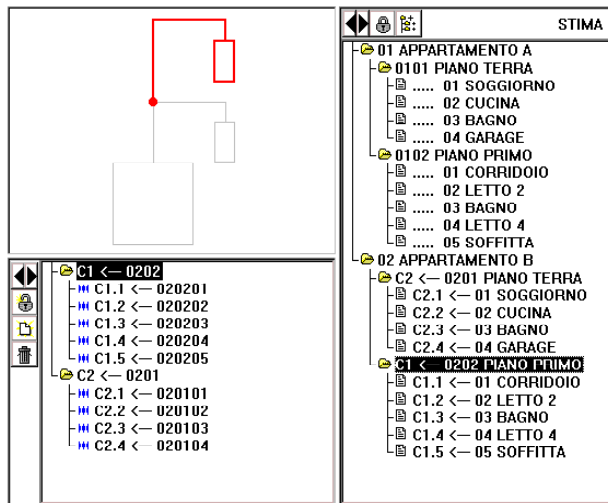 C1 <— 0202
C1.1 <— 020201
C1.2 <— 020202
C1.3 <— 020203
C1.4 <— 020204
C1.5 <— 020205
C2 <— 0201
C2.1 <— 020101
C2.2 <— 020102
C2.3 <— 020103
C2.4 <— 020104
STIMA
01 APPARTAMENTO A
0101 PIANO TERRA
..... 01 SOGGIORNO
..... 02 CUCINA
..... 03 BAGNO
..... 04 GARAGE
0102 PIANO PRIMO
..... 01 CORRIDOIO
..... 02 LETTO 2
..... 03 BAGNO
..... 04 LETTO 4
..... 05 SOFFITTA
02 APPARTAMENTO B
C2 <— 0201 PIANO TERRA
C2.1 <— 01 SOGGIORNO
C2.2 <— 02 CUCINA
C2.3 <— 03 BAGNO
C2.4 <— 04 GARAGE
C1 <— 0202 PIANO PRIMO
C1.1 <— 01 CORRIDOIO
C1.2 <— 02 LETTO 2
C1.3 <— 03 BAGNO
C1.4 <— 04 LETTO 4
C1.5 <— 05 SOFFITTA